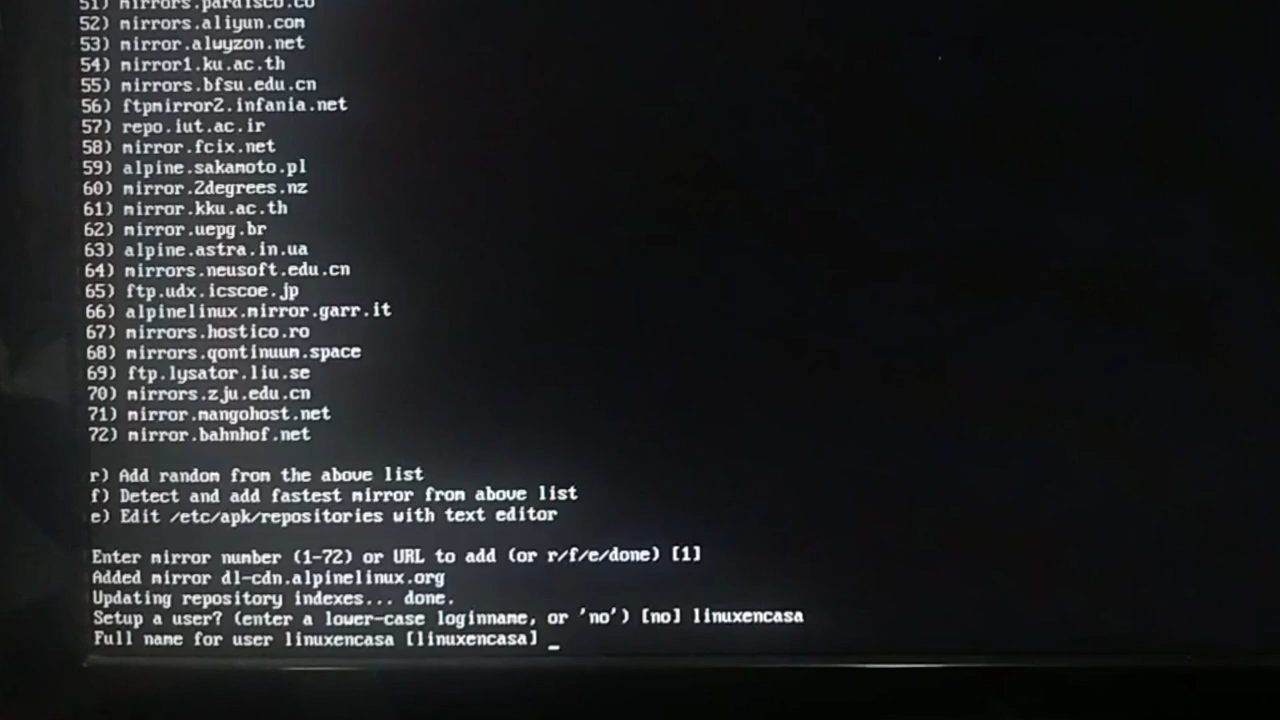 51) mirrors.paraisco.co
52) mirrors.aliyun.com
53) mirror.alwyzon.net
54) mirror1.ku.ac.th
55) mirrors.bfsu.edu.cn
56) ftpmirror2.infania.net
57) repo.iut.ac.ir
58) mirror.fcix.net
59) alpine.sakamoto.pl
60) mirror.2degrees.nz
61) mirror.kku.ac.th
62) mirror.uepg.br
63) alpine.astra.in.ua
64) mirrors.neusoft.edu.cn
65) ftp.udx.icscoe.jp
66) alpinelinux.mirror.garr.it
67) mirrors.hostico.ro
68) mirrors.qontinuum.space
69) ftp.lysator.liu.se
70) mirrors.zju.edu.cn
71) mirror.mangohost.net
72) mirror.bahnhof.net
r) Add random from the above list
f) Detect and add fastest mirror from above list
e) Edit /etc/apk/repositories with text editor
Enter mirror number (1-72) or URL to add (or r/f/e/done) [1]
Added mirror dl-cdn.alpinelinux.org
Updating repository indexes... done.
Setup a user? (enter a lower-case loginname, or 'no') [no] linuxencasa
Full name for user linuxencasa [linuxencasa] _